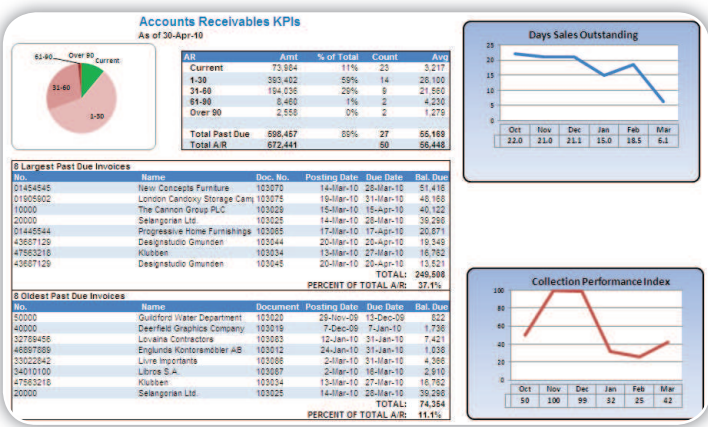 Accounts Receivables KPIs
As of 30-Apr-10
61-90 Over 90 Current
31-60
1-30
AR Amt % of Total Count Avg
Current 73,984 11% 23 3,217
1-30 393,402 59% 14 28,100
31-60 194,036 29% 9 21,560
61-90 8,460 1% 2 4,230
Over 90 2,558 0% 2 1,279
Total Past Due 598,457 89% 27 55,169
Total A/R 672,441 50 56,448
Days Sales Outstanding
25
20
15
10
5
0
Oct Nov Dec Jan Feb Mar
22.0 21.0 21.1 15.0 18.5 6.1
8 Largest Past Due Invoices
No. Name Doc. No. Posting Date Due Date Bal. Due
01454545 New Concepts Furniture 103070 14-Mar-10 28-Mar-10 51,416
01905902 London Candoxy Storage Camp 103075 19-Mar-10 31-Mar-10 48,168
10000 The Cannon Group PLC 103029 15-Mar-10 15-Apr-10 40,122
20000 Selangorian Ltd. 103025 14-Mar-10 28-Mar-10 39,298
01445544 Progressive Home Furnishings 103065 17-Mar-10 17-Apr-10 20,871
43687129 Designstudio Gmunden 103044 20-Mar-10 20-Apr-10 19,349
47563218 Klubben 103034 13-Mar-10 27-Mar-10 16,762
43687129 Designstudio Gmunden 103045 20-Mar-10 20-Apr-10 13,521
TOTAL: 249,508
PERCENT OF TOTAL A/R: 37.1%
8 Oldest Past Due Invoices
No. Name Document Posting Date Due Date Bal. Due
50000 Guildford Water Department 103020 29-Nov-09 13-Dec-09 822
40000 Deerfield Graphics Company 103019 7-Dec-09 7-Jan-10 1,736
32789456 Lovaina Contractors 103083 12-Jan-10 31-Jan-10 7,421
46897889 Englunds Kontorsmöbler AB 103012 24-Jan-10 31-Jan-10 1,038
33022842 Livre Importants 103086 2-Mar-10 31-Mar-10 4,366
34010100 Libros S.A. 103087 2-Mar-10 16-Mar-10 2,910
47563218 Klubben 103034 13-Mar-10 27-Mar-10 16,762
20000 Selangorian Ltd. 103025 14-Mar-10 28-Mar-10 39,298
TOTAL: 74,354
PERCENT OF TOTAL A/R: 11.1%
Collection Performance Index
100
80
60
40
20
0
Oct Nov Dec Jan Feb Mar
50 100 99 32 25 42